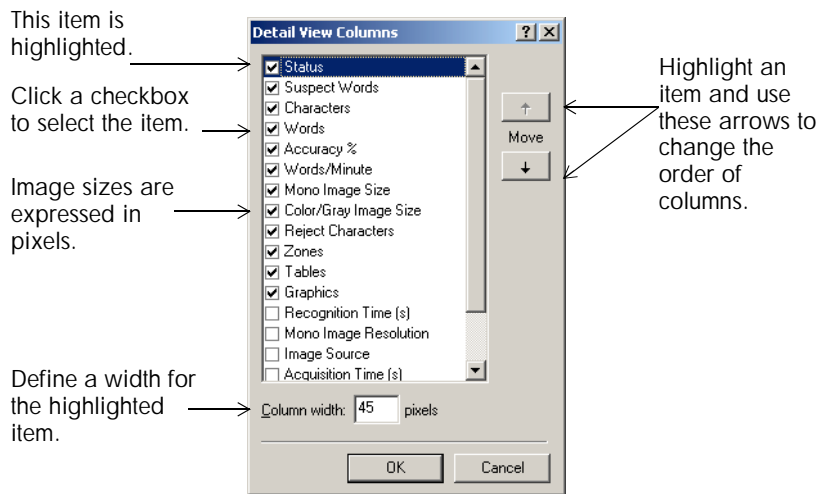 This item is
highlighted.
Click a checkbox
to select the item.
Image sizes are
expressed in
pixels.
Define a width for
the highlighted
item.
Detail View Columns
Status
Suspect Words
Characters
Words
Accuracy %
Words/Minute
Mono Image Size
Color/Gray Image Size
Reject Characters
Zones
Tables
Graphics
Recognition Time (s)
Mono Image Resolution
Image Source
Acquisition Time (s)
Move
Column width: 45 pixels
OK
Cancel
Highlight an
item and use
these arrows to
change the
order of
columns.